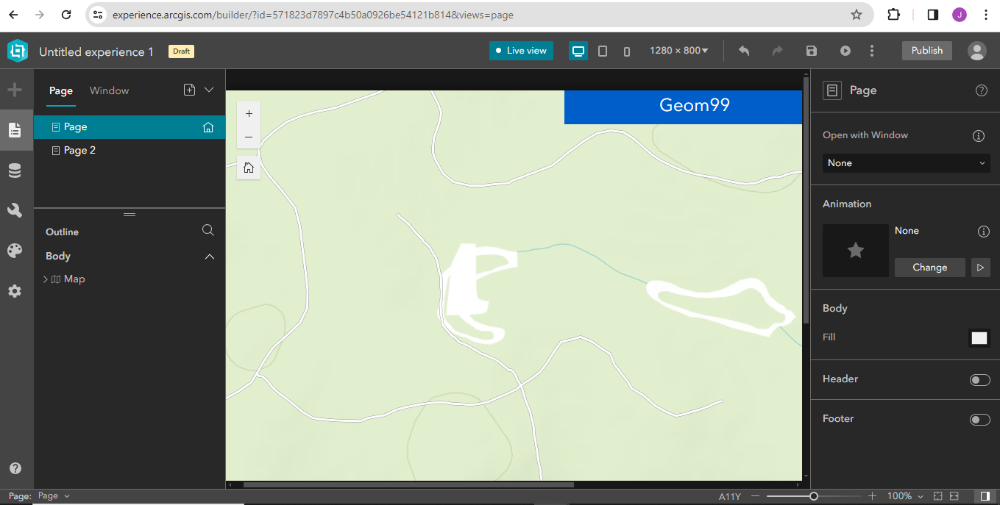 experience.arcgis.com/builder/?id=571823d7897c4b50a0926be54121b814&views=page
J
Untitled experience 1
Draft
Live view
1280 × 800
Publish
Page
Window
Page
Page 2
Outline
Body
Map
+
−
Geom99
Page
Open with Window
None
Animation
None
Change
Body
Fill
Header
Footer
Page:
Page
A11Y
100%